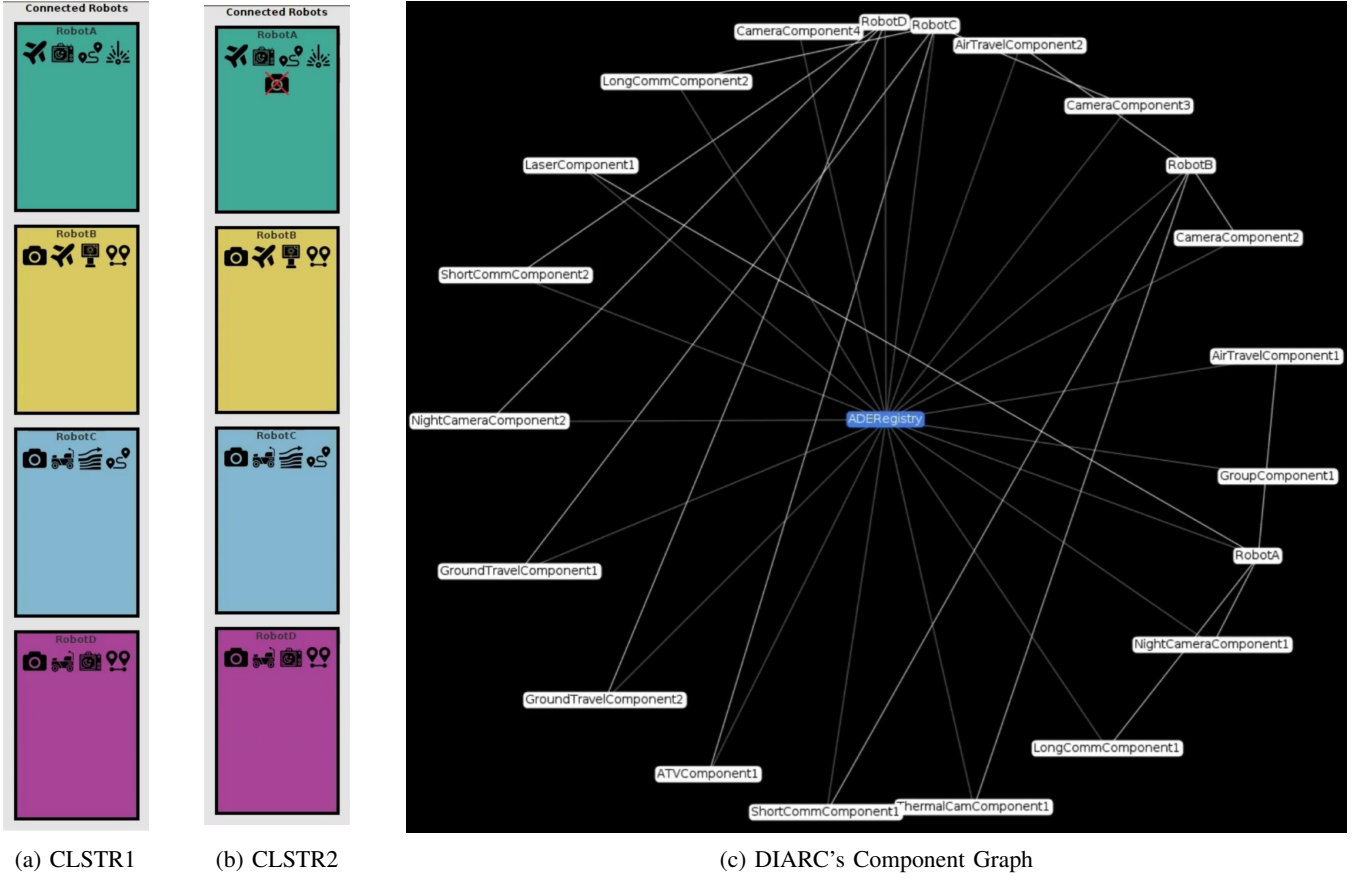 Connected Robots
RobotA
RobotB
RobotC
RobotD
(a) CLSTR1
Connected Robots
RobotA
RobotB
RobotC
RobotD
(b) CLSTR2
RobotD
RobotC
CameraComponent4
AirTravelComponent2
LongCommComponent2
CameraComponent3
LaserComponent1
RobotB
CameraComponent2
ShortCommComponent2
AirTravelComponent1
NightCameraComponent2
ADERegistry
GroupComponent1
RobotA
GroundTravelComponent1
NightCameraComponent1
GroundTravelComponent2
LongCommComponent1
ATVComponent1
ShortCommComponent1
ThermalCamComponent1
(c) DIARC's Component Graph